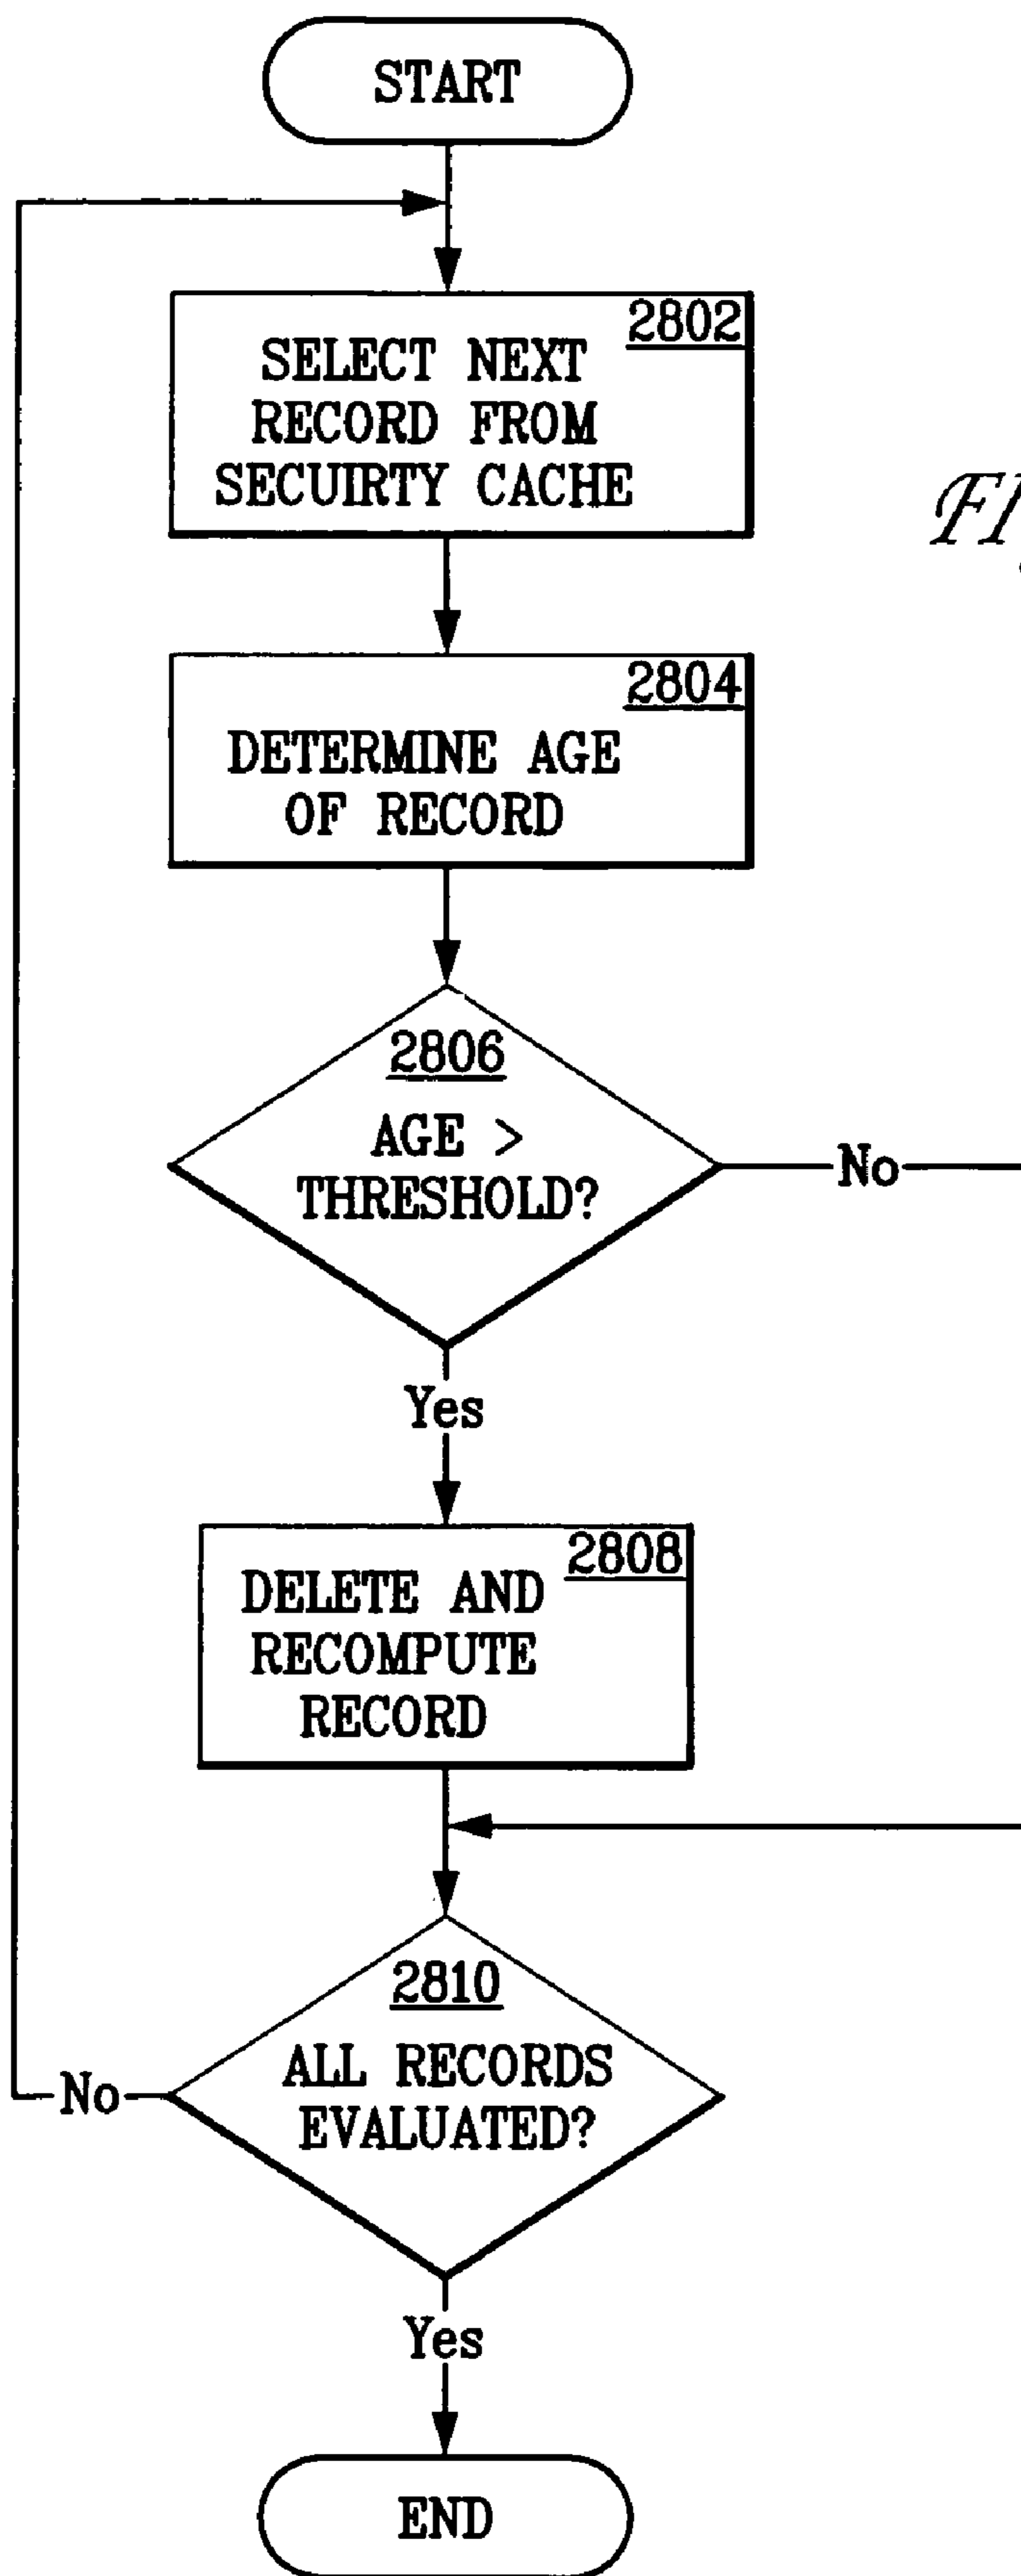 START
2802
SELECT NEXT
RECORD FROM
SECUIRTY CACHE
2804
DETERMINE AGE
OF RECORD
2806
AGE >
THRESHOLD?
No
Yes
2808
DELETE AND
RECOMPUTE
RECORD
2810
ALL RECORDS
EVALUATED?
No
Yes
END